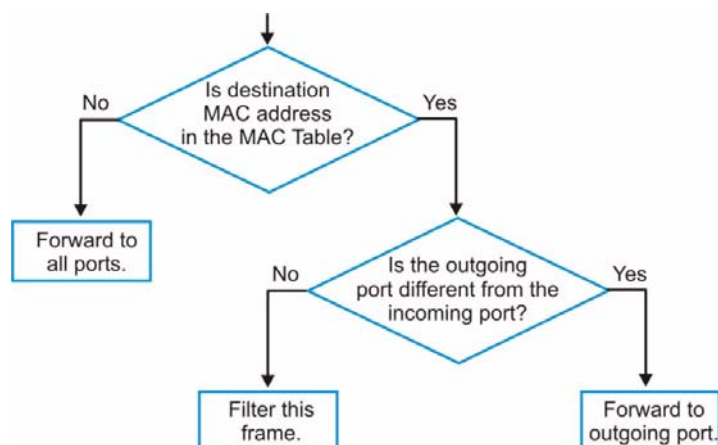 Is destination
MAC address
in the MAC Table?
No
Yes
Forward to
all ports.
Is the outgoing
port different from the
incoming port?
No
Yes
Filter this
frame.
Forward to
outgoing port.